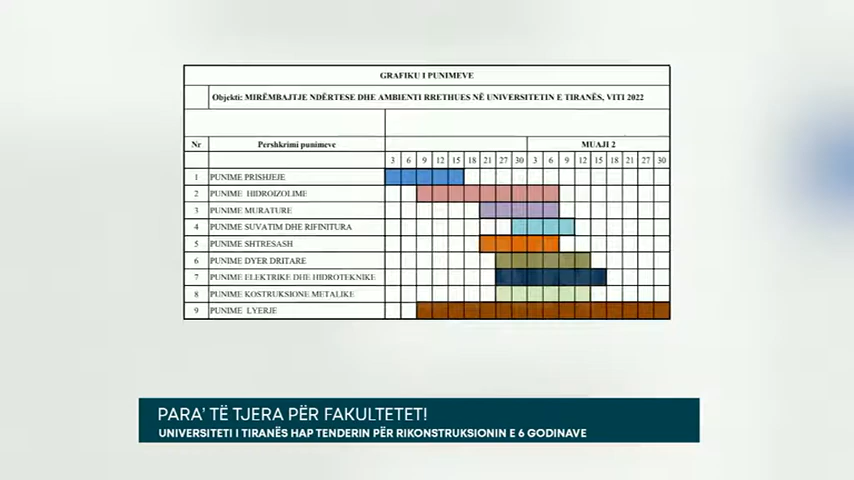 GRAFIKU I PUNIMEVE
Objekti: MIRËMBAJTJE NDËRTESE DHE AMBIENTI RRETHUES NË UNIVERSITETIN E TIRANËS, VITI 2022
Nr Pershkrimi punimeve MUAJI 2
3 6 9 12 15 18 21 27 30 3 6 9 12 15 18 21 27 30
1 PUNIME PRISHJEJE
2 PUNIME HIDROIZOLIME
3 PUNIME MURATURE
4 PUNIME SUVATIM DHE RIFINITURA
5 PUNIME SHTRESASH
6 PUNIME DYER DRITARE
7 PUNIME ELEKTRIKE DHE HIDROTEKNIKE
8 PUNIME KOSTRUKSIONE METALIKE
9 PUNIME LYERJE
PARA' TË TJERA PËR FAKULTETET!
UNIVERSITETI I TIRANËS HAP TENDERIN PËR RIKONSTRUKSIONIN E 6 GODINAVE